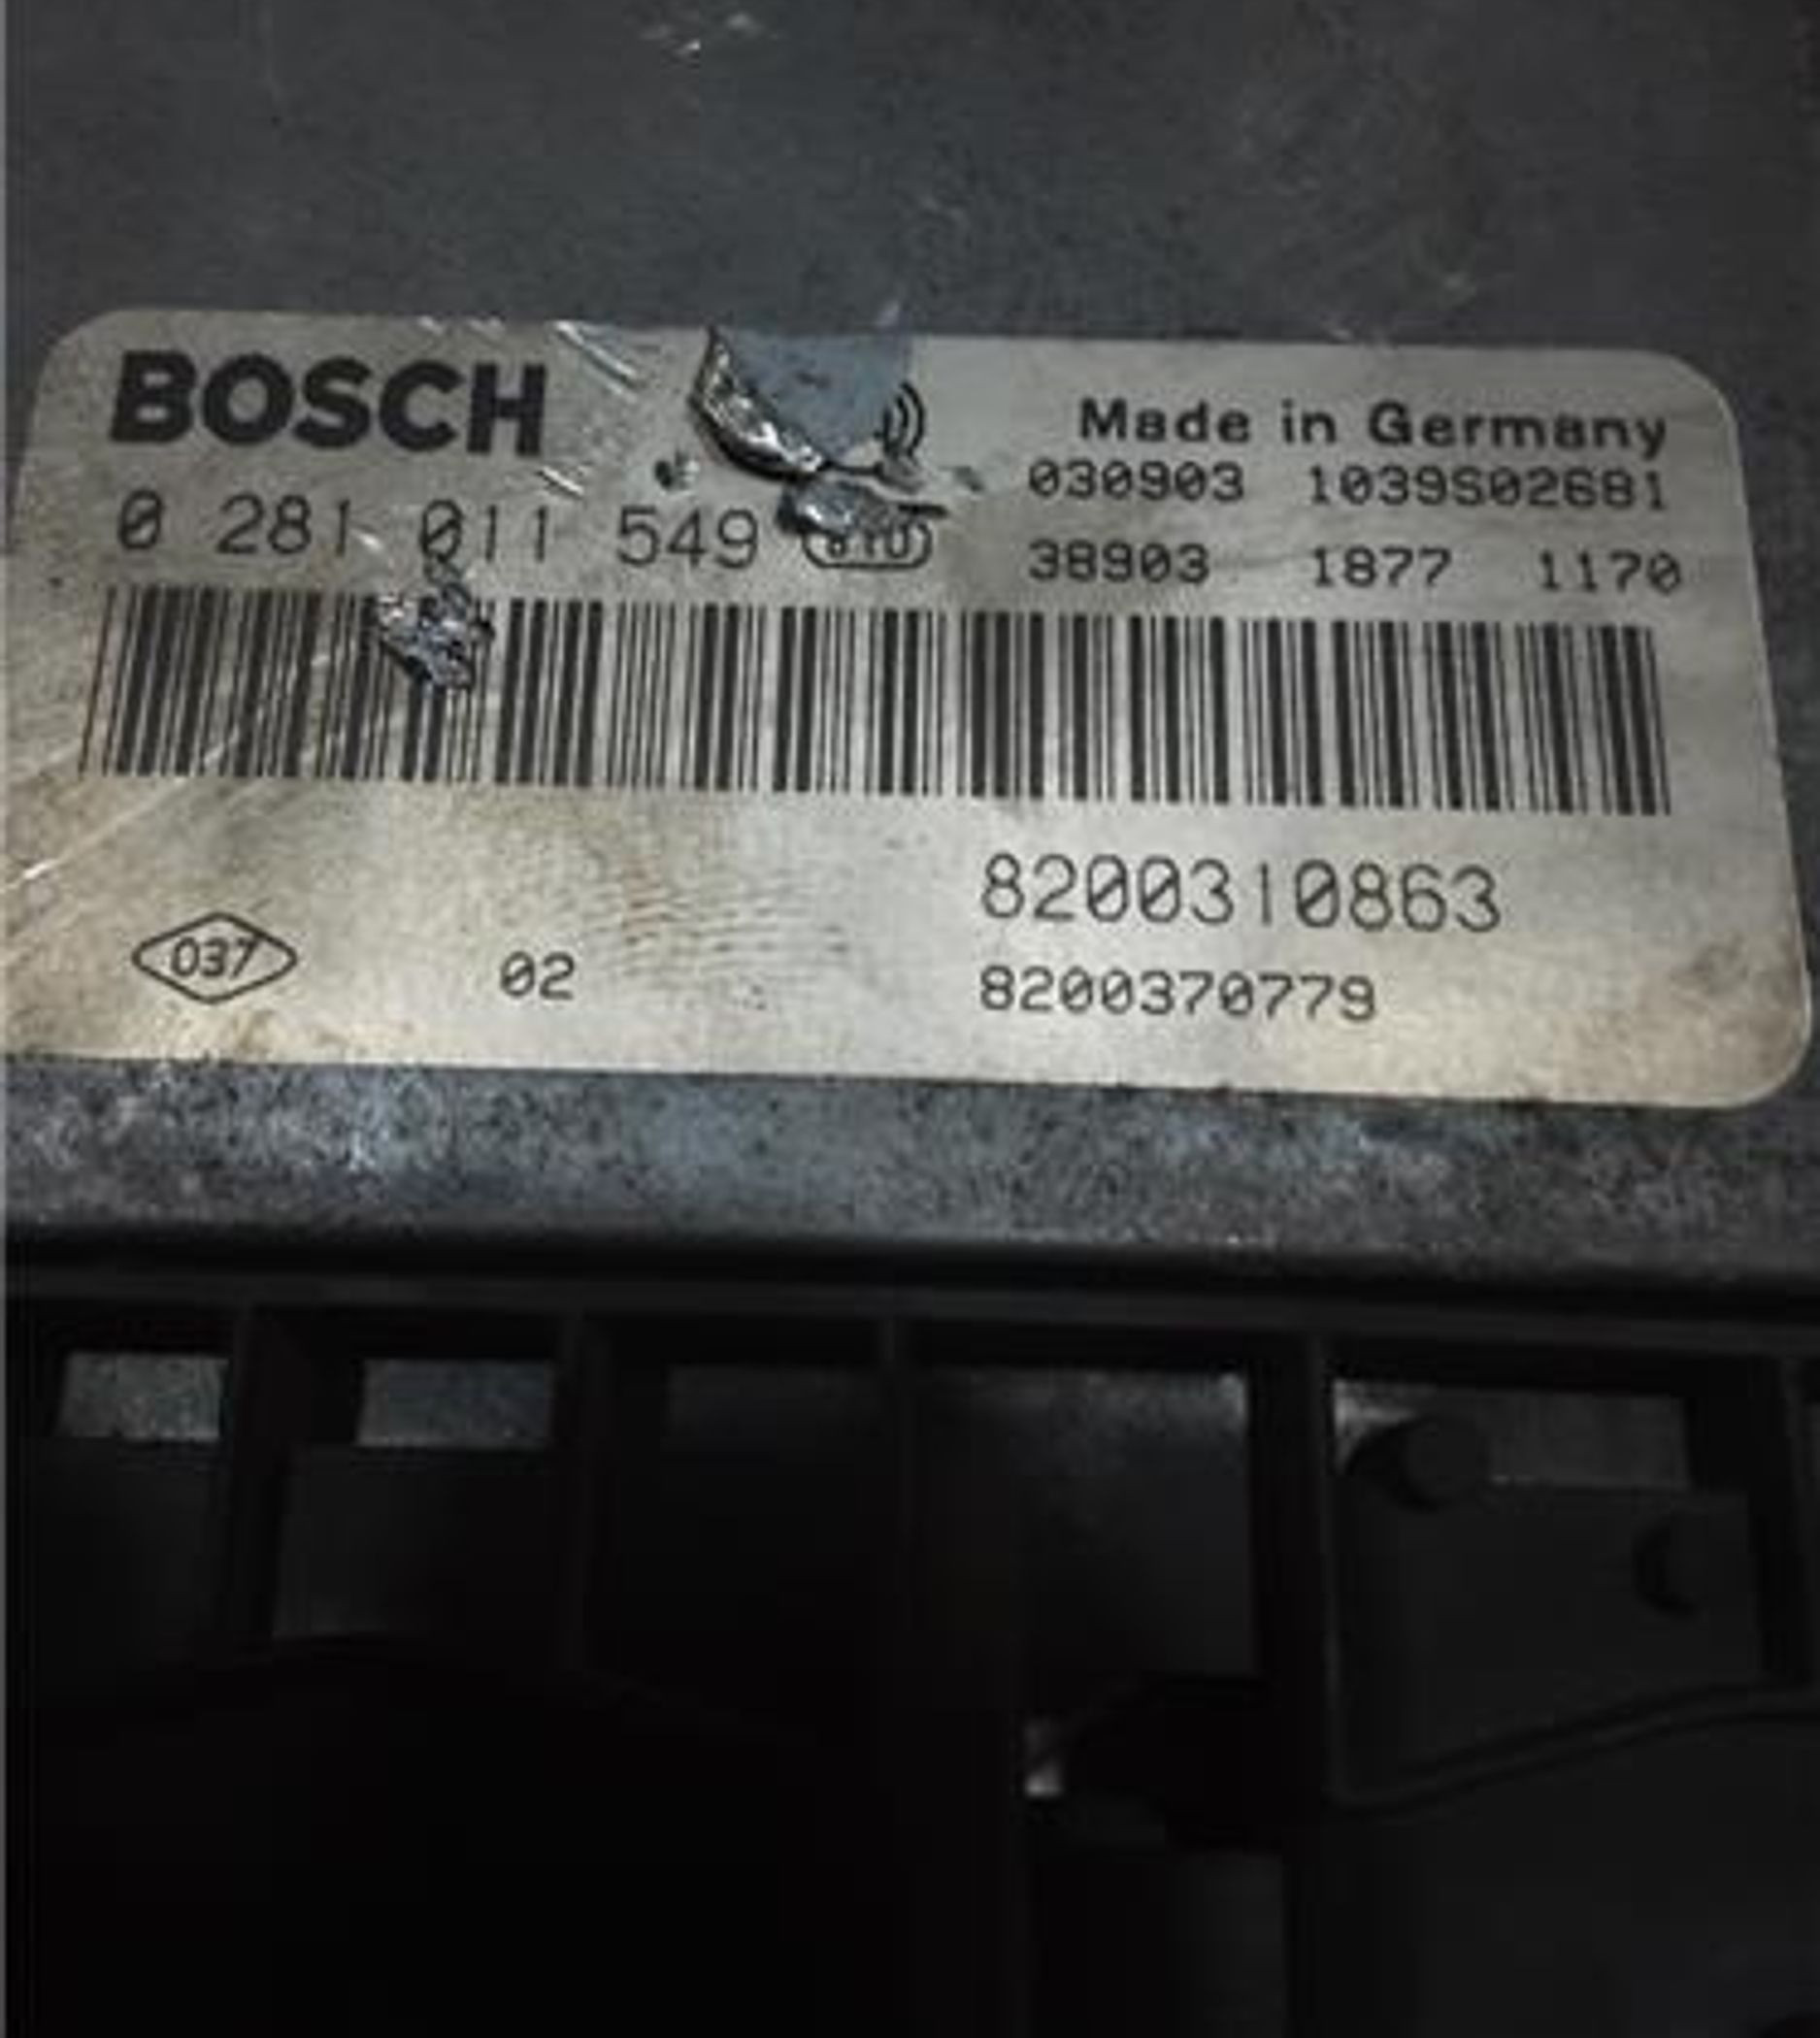 BOSCH
Made in Germany
030903 1039S02681
0 281 011 549
38903 1877 1170
8200310863
037 02 8200370779